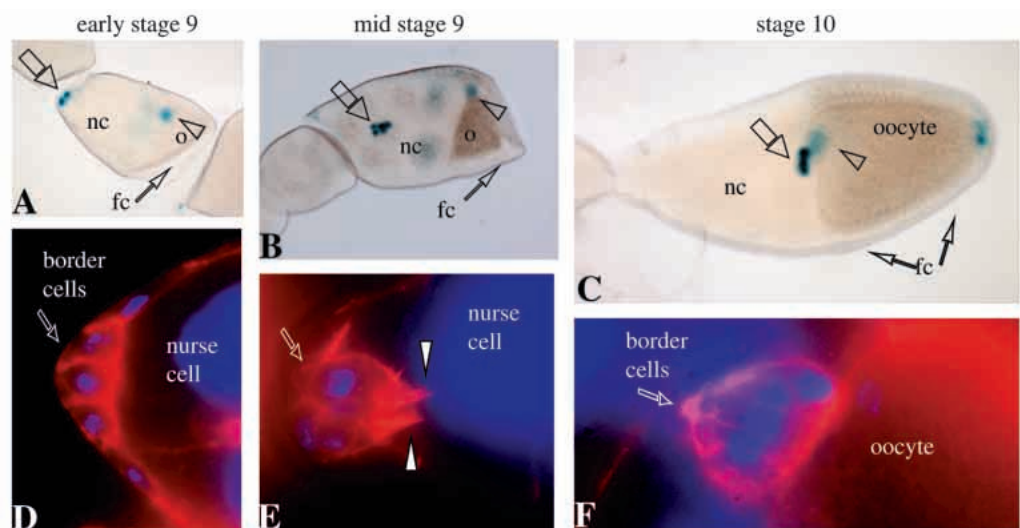 early stage 9
mid stage 9
stage 10
nc
o
fc
A
nc
o
fc
B
oocyte
nc
fc
C
border
cells
nurse
cell
D
nurse
cell
E
border
cells
oocyte
F